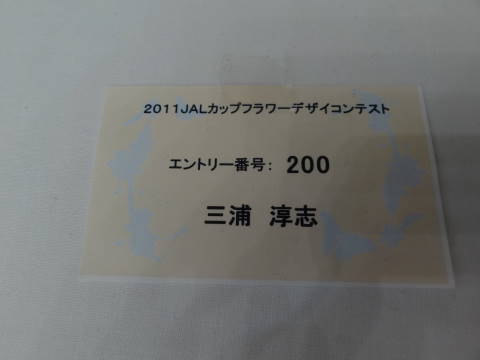 2011JALカップフラワーデザイコンテスト
エントリー番号： 200
三浦　淳志